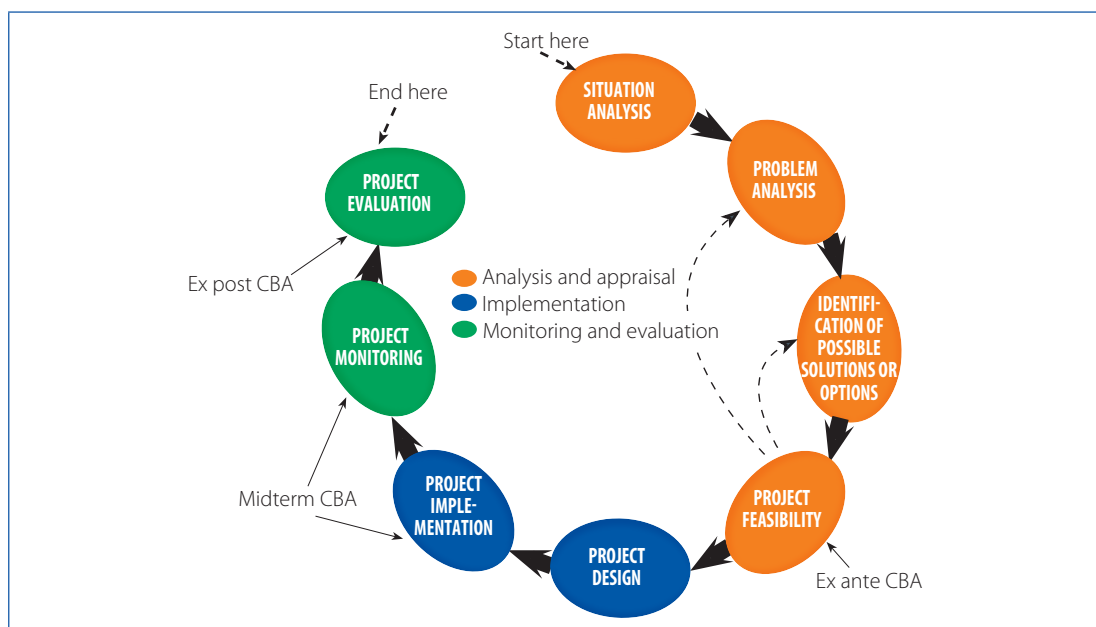 Start here
SITUATION
ANALYSIS
PROBLEM
ANALYSIS
IDENTIFI-
CATION OF
POSSIBLE
SOLUTIONS OR
OPTIONS
PROJECT
FEASIBILITY
Ex ante CBA
PROJECT
DESIGN
PROJECT
IMPLE-
MENTATION
Midterm CBA
PROJECT
MONITORING
Ex post CBA
PROJECT
EVALUATION
End here
Analysis and appraisal
Implementation
Monitoring and evaluation